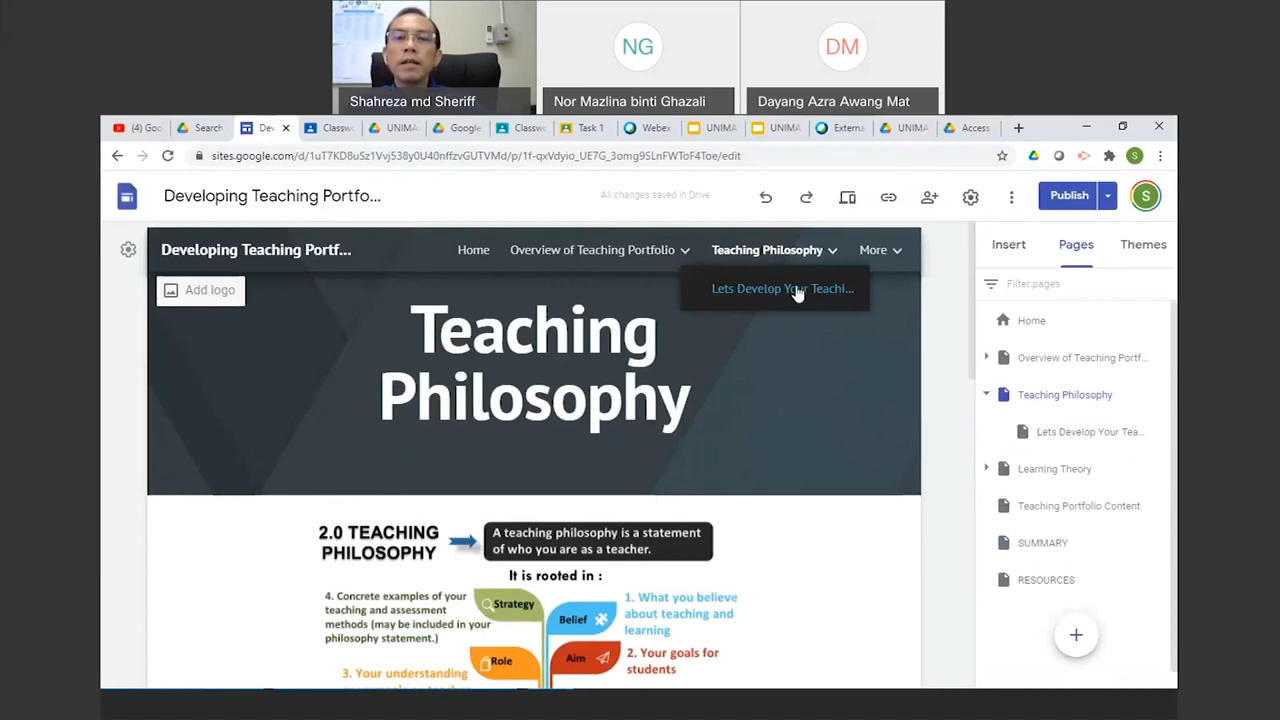 NG
DM
Shahreza md Sheriff
Nor Mazlina binti Ghazali
Dayang Azra Awang Mat
(4) Goo
Search
Dev
Classw
UNIMA
Google
Classw
Task 1
Webex
UNIMA
UNIMA
Externa
UNIMA
Access
sites.google.com/d/1uT7KD8uSz1Vvj538y0U40nffzvGUTVMd/p/1f-qxVdyio_UE7G_3omg9SLnFWToF4Toe/edit
S
Developing Teaching Portfo...
All changes saved in Drive
Publish
S
Developing Teaching Portf...
Home
Overview of Teaching Portfolio
Teaching Philosophy
More
Add logo
Lets Develop Your Teachi...
Teaching
Philosophy
2.0 TEACHING
PHILOSOPHY
A teaching philosophy is a statement
of who you are as a teacher.
It is rooted in :
4. Concrete examples of your
teaching and assessment
methods (may be included in your
philosophy statement.)
Strategy
Belief
1. What you believe
about teaching and
learning
Role
Aim
2. Your goals for
students
3. Your understanding
Insert
Pages
Themes
Filter pages
Home
Overview of Teaching Portf...
Teaching Philosophy
Lets Develop Your Tea...
Learning Theory
Teaching Portfolio Content
SUMMARY
RESOURCES